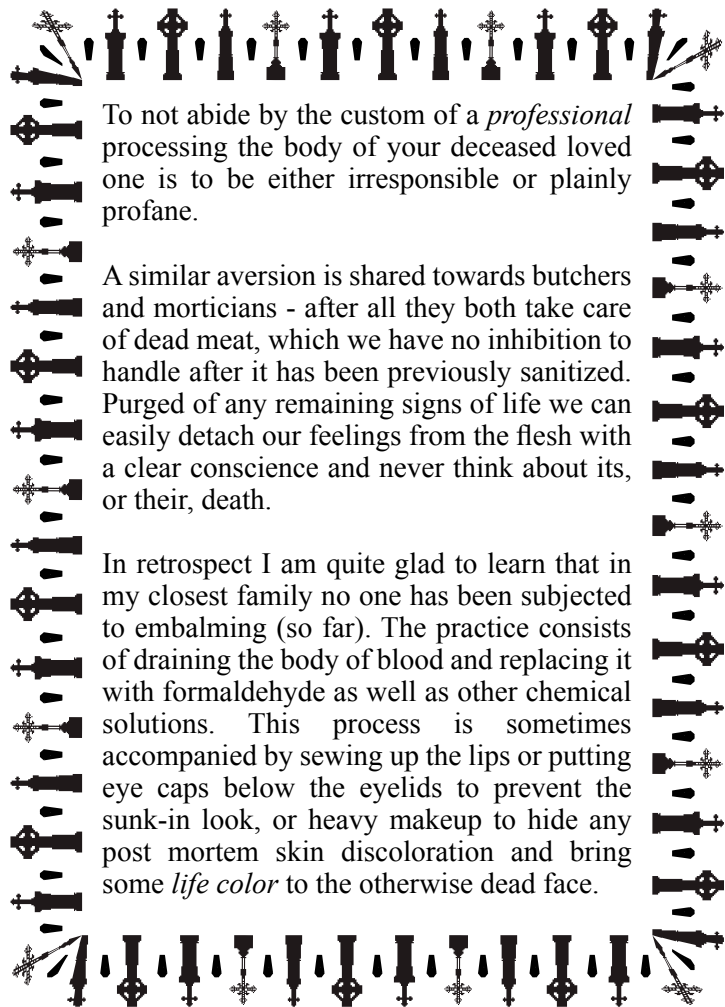 To not abide by the custom of a professional
processing the body of your deceased loved
one is to be either irresponsible or plainly
profane.

A similar aversion is shared towards butchers
and morticians - after all they both take care
of dead meat, which we have no inhibition to
handle after it has been previously sanitized.
Purged of any remaining signs of life we can
easily detach our feelings from the flesh with
a clear conscience and never think about its,
or their, death.

In retrospect I am quite glad to learn that in
my closest family no one has been subjected
to embalming (so far). The practice consists
of draining the body of blood and replacing it
with formaldehyde as well as other chemical
solutions. This process is sometimes
accompanied by sewing up the lips or putting
eye caps below the eyelids to prevent the
sunk-in look, or heavy makeup to hide any
post mortem skin discoloration and bring
some life color to the otherwise dead face.